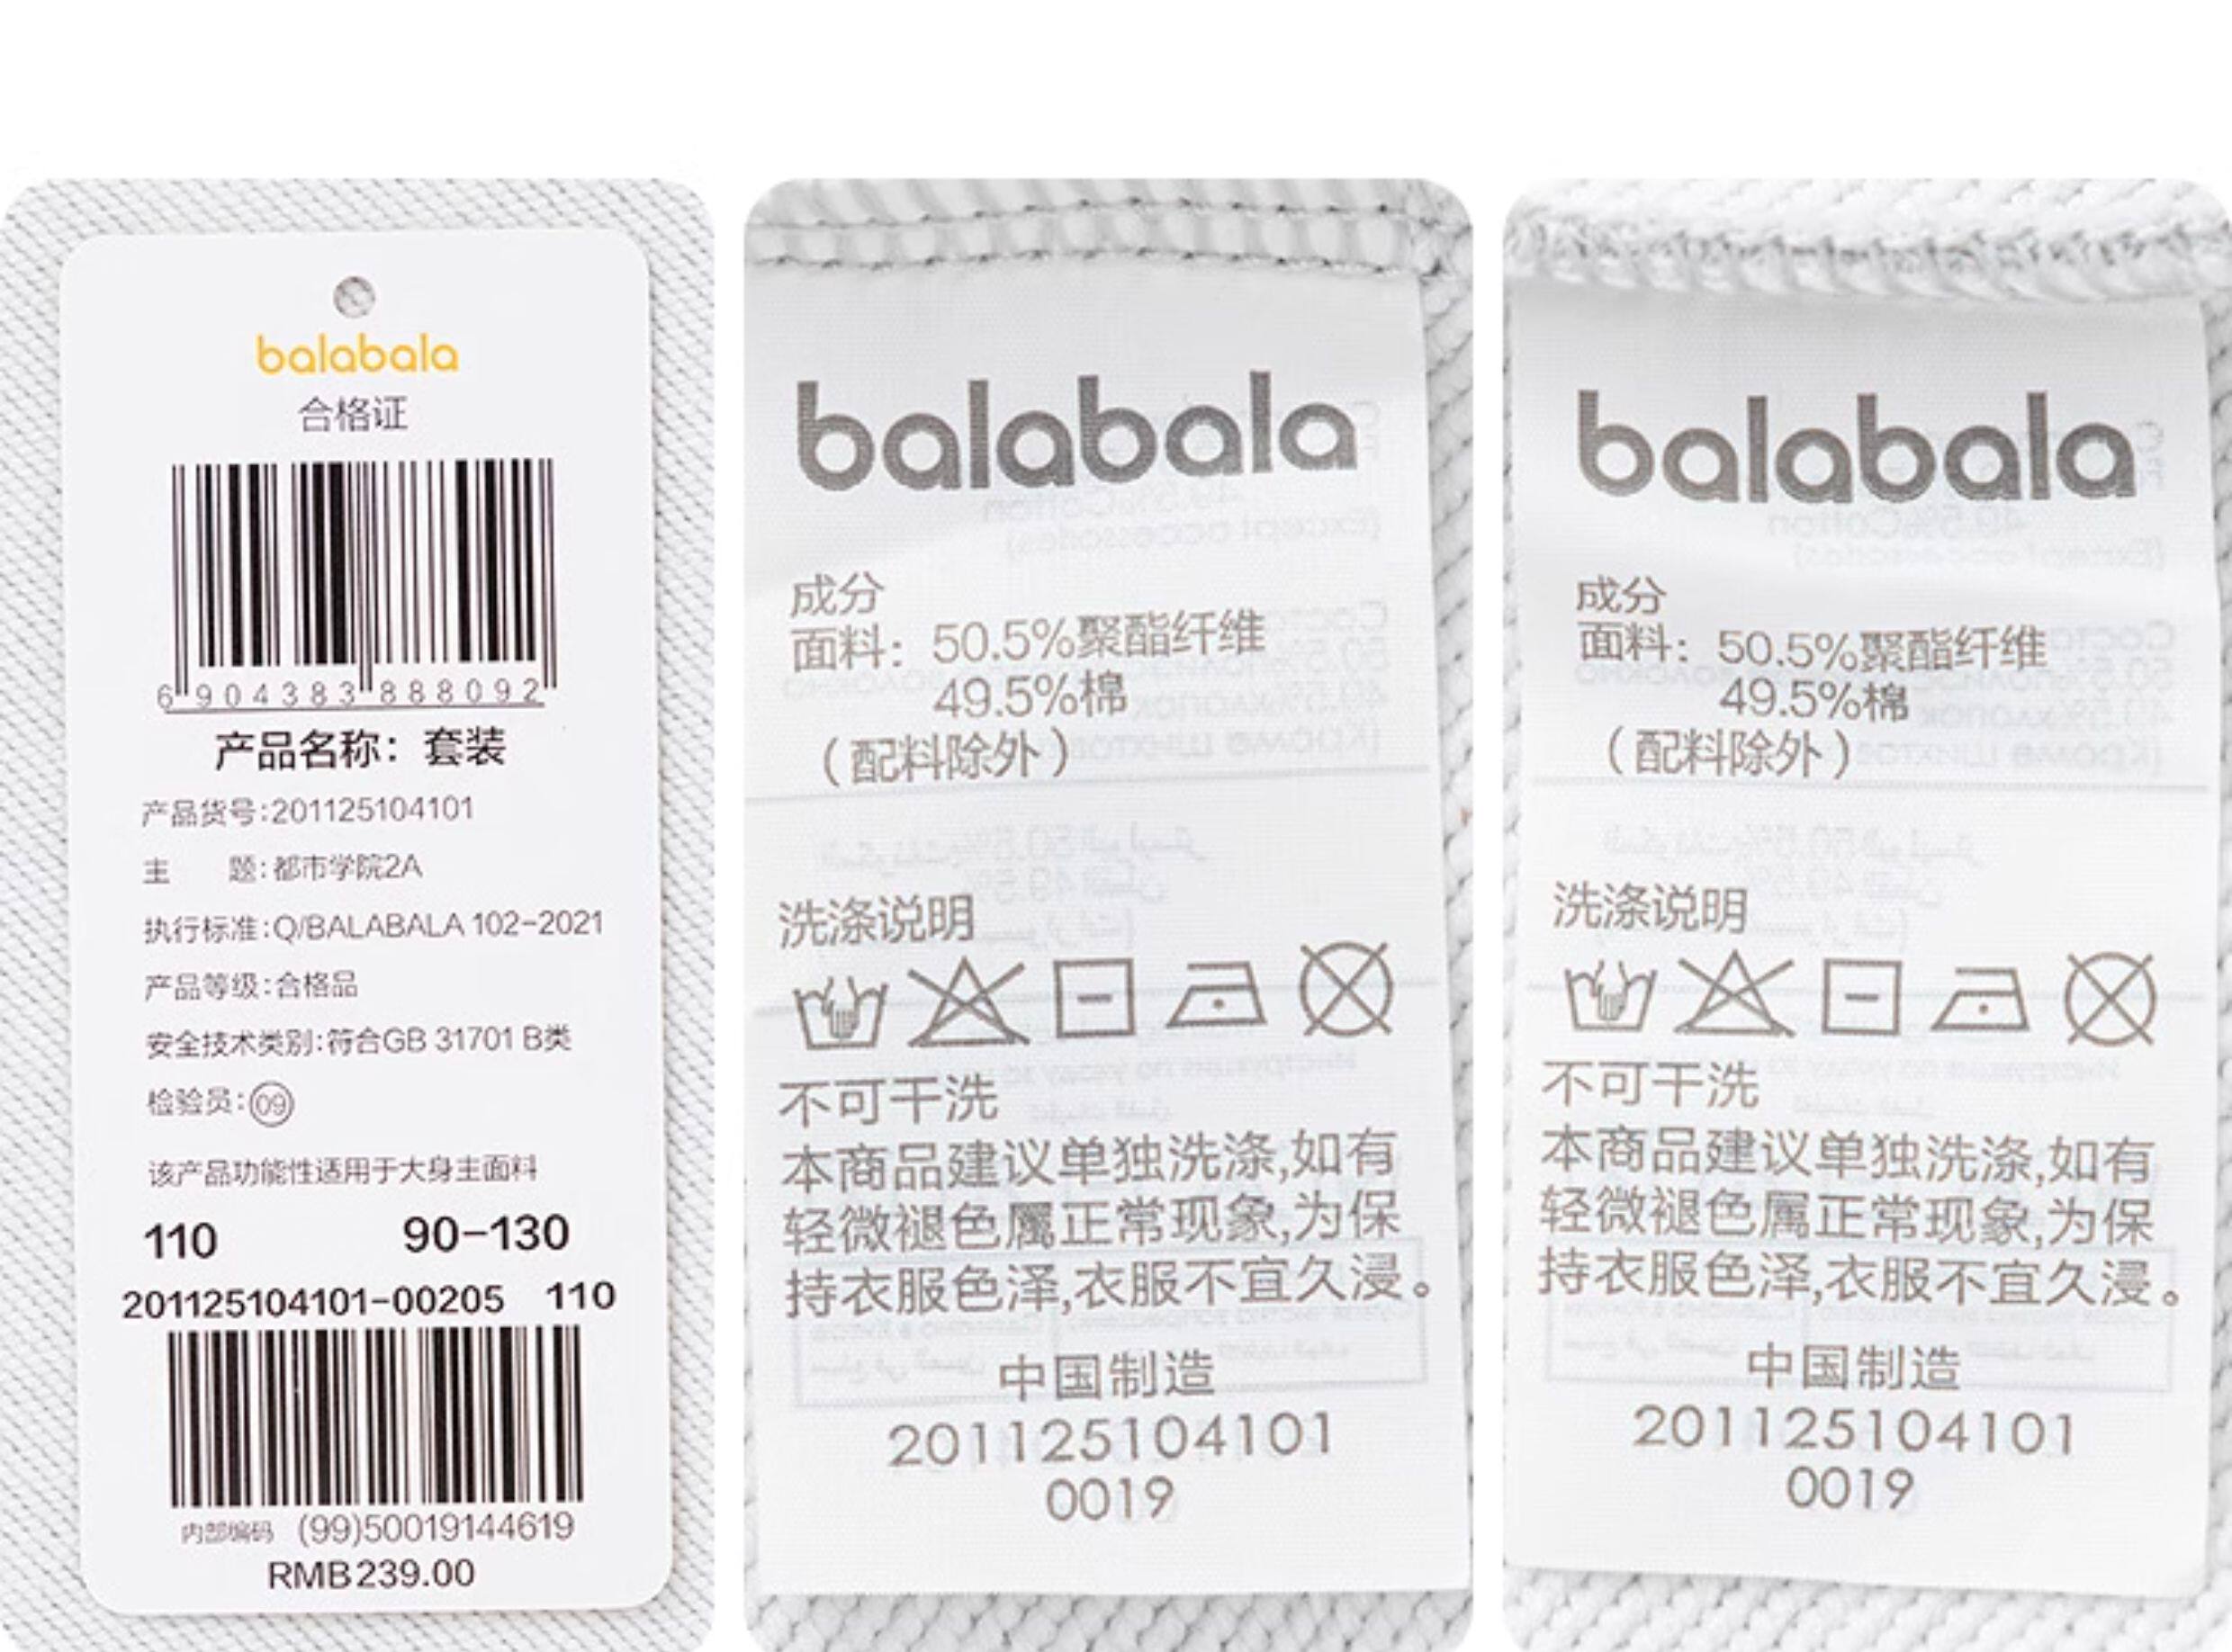 balabala
合格证
6904383888092
产品名称：套装
产品货号:201125104101
主 题:都市学院2A
执行标准:Q/BALABALA 102-2021
产品等级:合格品
安全技术类别:符合GB 31701 B类
检验员:09
该产品功能性适用于大身主面料
110 90-130
201125104101-00205 110
内部编码 (99)50019144619
RMB239.00
balabala
成分
面料：50.5%聚酯纤维
49.5%棉
（配料除外）
洗涤说明
不可干洗
本商品建议单独洗涤,如有
轻微褪色属正常现象,为保
持衣服色泽,衣服不宜久浸。
中国制造
201125104101
0019
balabala
成分
面料：50.5%聚酯纤维
49.5%棉
（配料除外）
洗涤说明
不可干洗
本商品建议单独洗涤,如有
轻微褪色属正常现象,为保
持衣服色泽,衣服不宜久浸。
中国制造
201125104101
0019